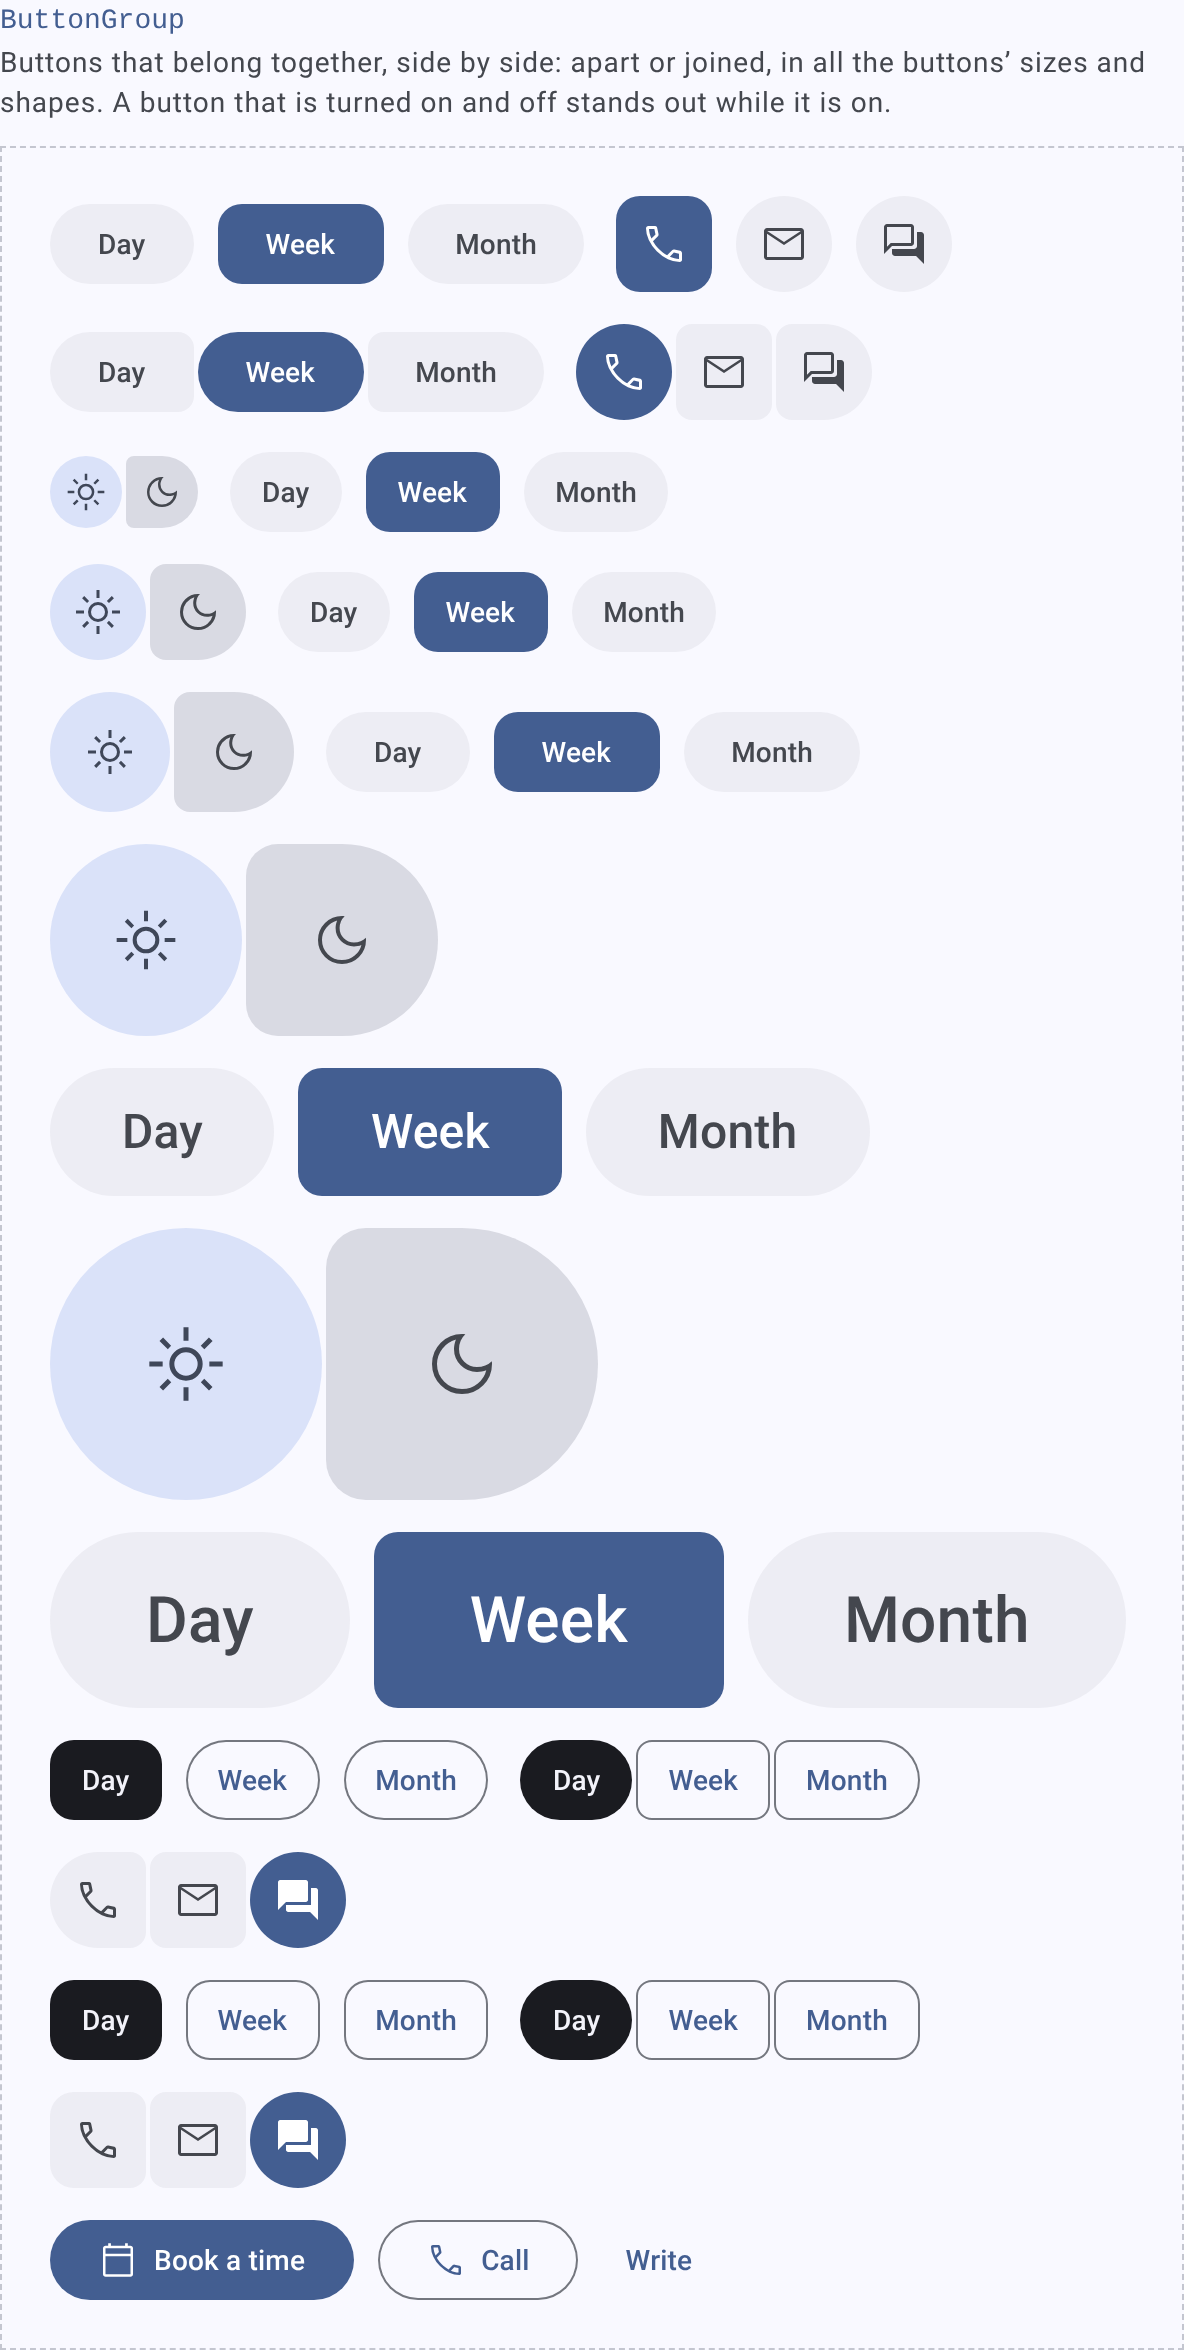 ButtonGroup
Buttons that belong together, side by side: apart or joined, in all the buttons’ sizes and
shapes. A button that is turned on and off stands out while it is on.
Day Week Month
Day Week Month
Day Week Month
Day Week Month
Day Week Month
Day Week Month
Day Week Month
Day Week Month Day Week Month
Day Week Month Day Week Month
Book a time Call Write